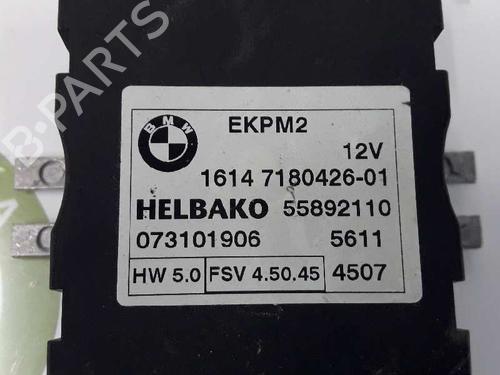 B-PARTS
BMW
EKPM2
12V
1614 7180426-01
HELBAKO 55892110
073101906 5611
HW 5.0 FSV 4.50.45 4507